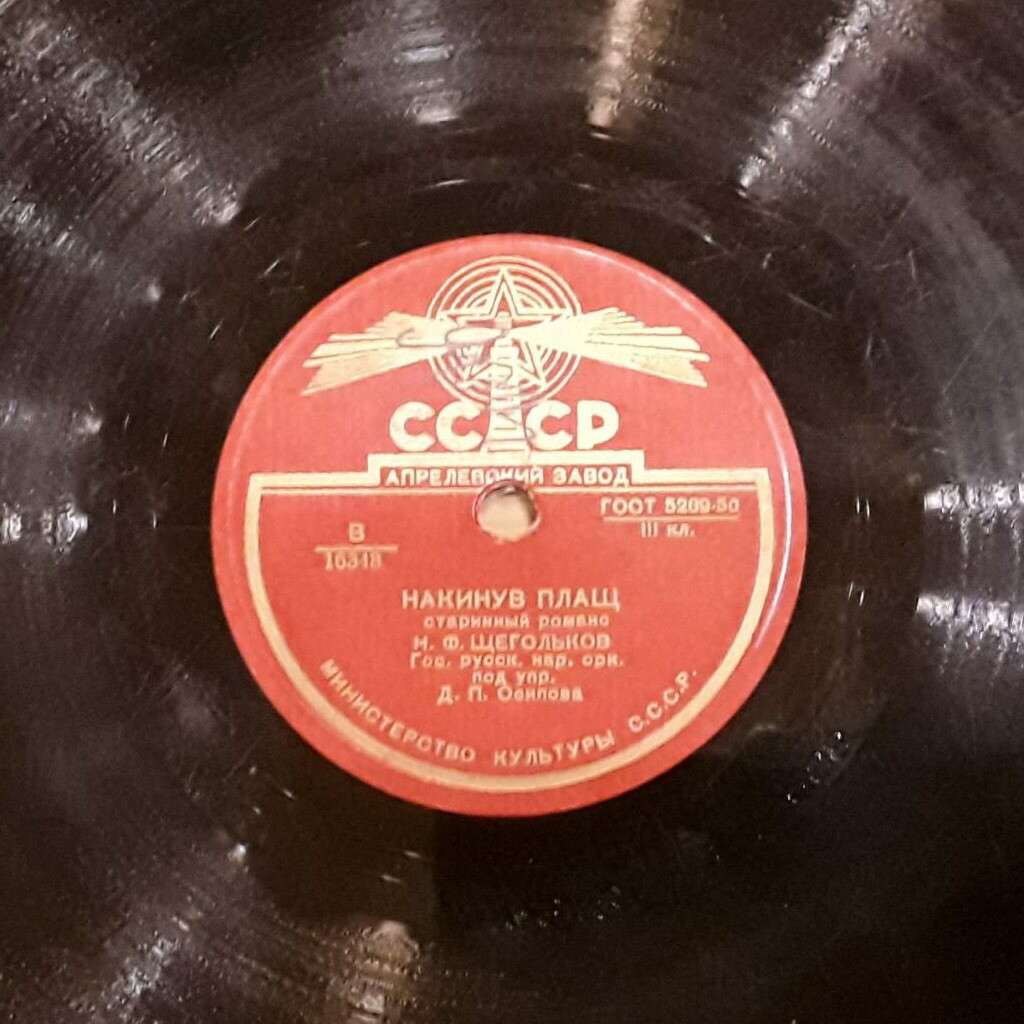 СССР
АПРЕЛЕВСКИЙ ЗАВОД
ГОСТ 5289-50
III кл.
В
16348
НАКИНУВ ПЛАЩ
старинный романс
Н. Ф. ЩЕГОЛЬКОВ
Гос. русск. нар. орк.
под упр.
Д. П. Осипова
МИНИСТЕРСТВО КУЛЬТУРЫ С.С.С.Р.